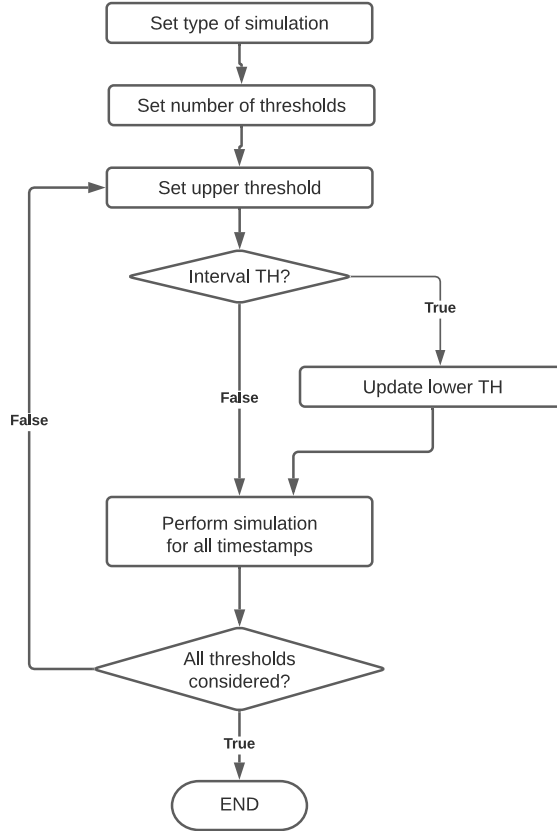 Set type of simulation
Set number of thresholds
Set upper threshold
Interval TH?
True
Update lower TH
False
False
Perform simulation
for all timestamps
All thresholds
considered?
True
END